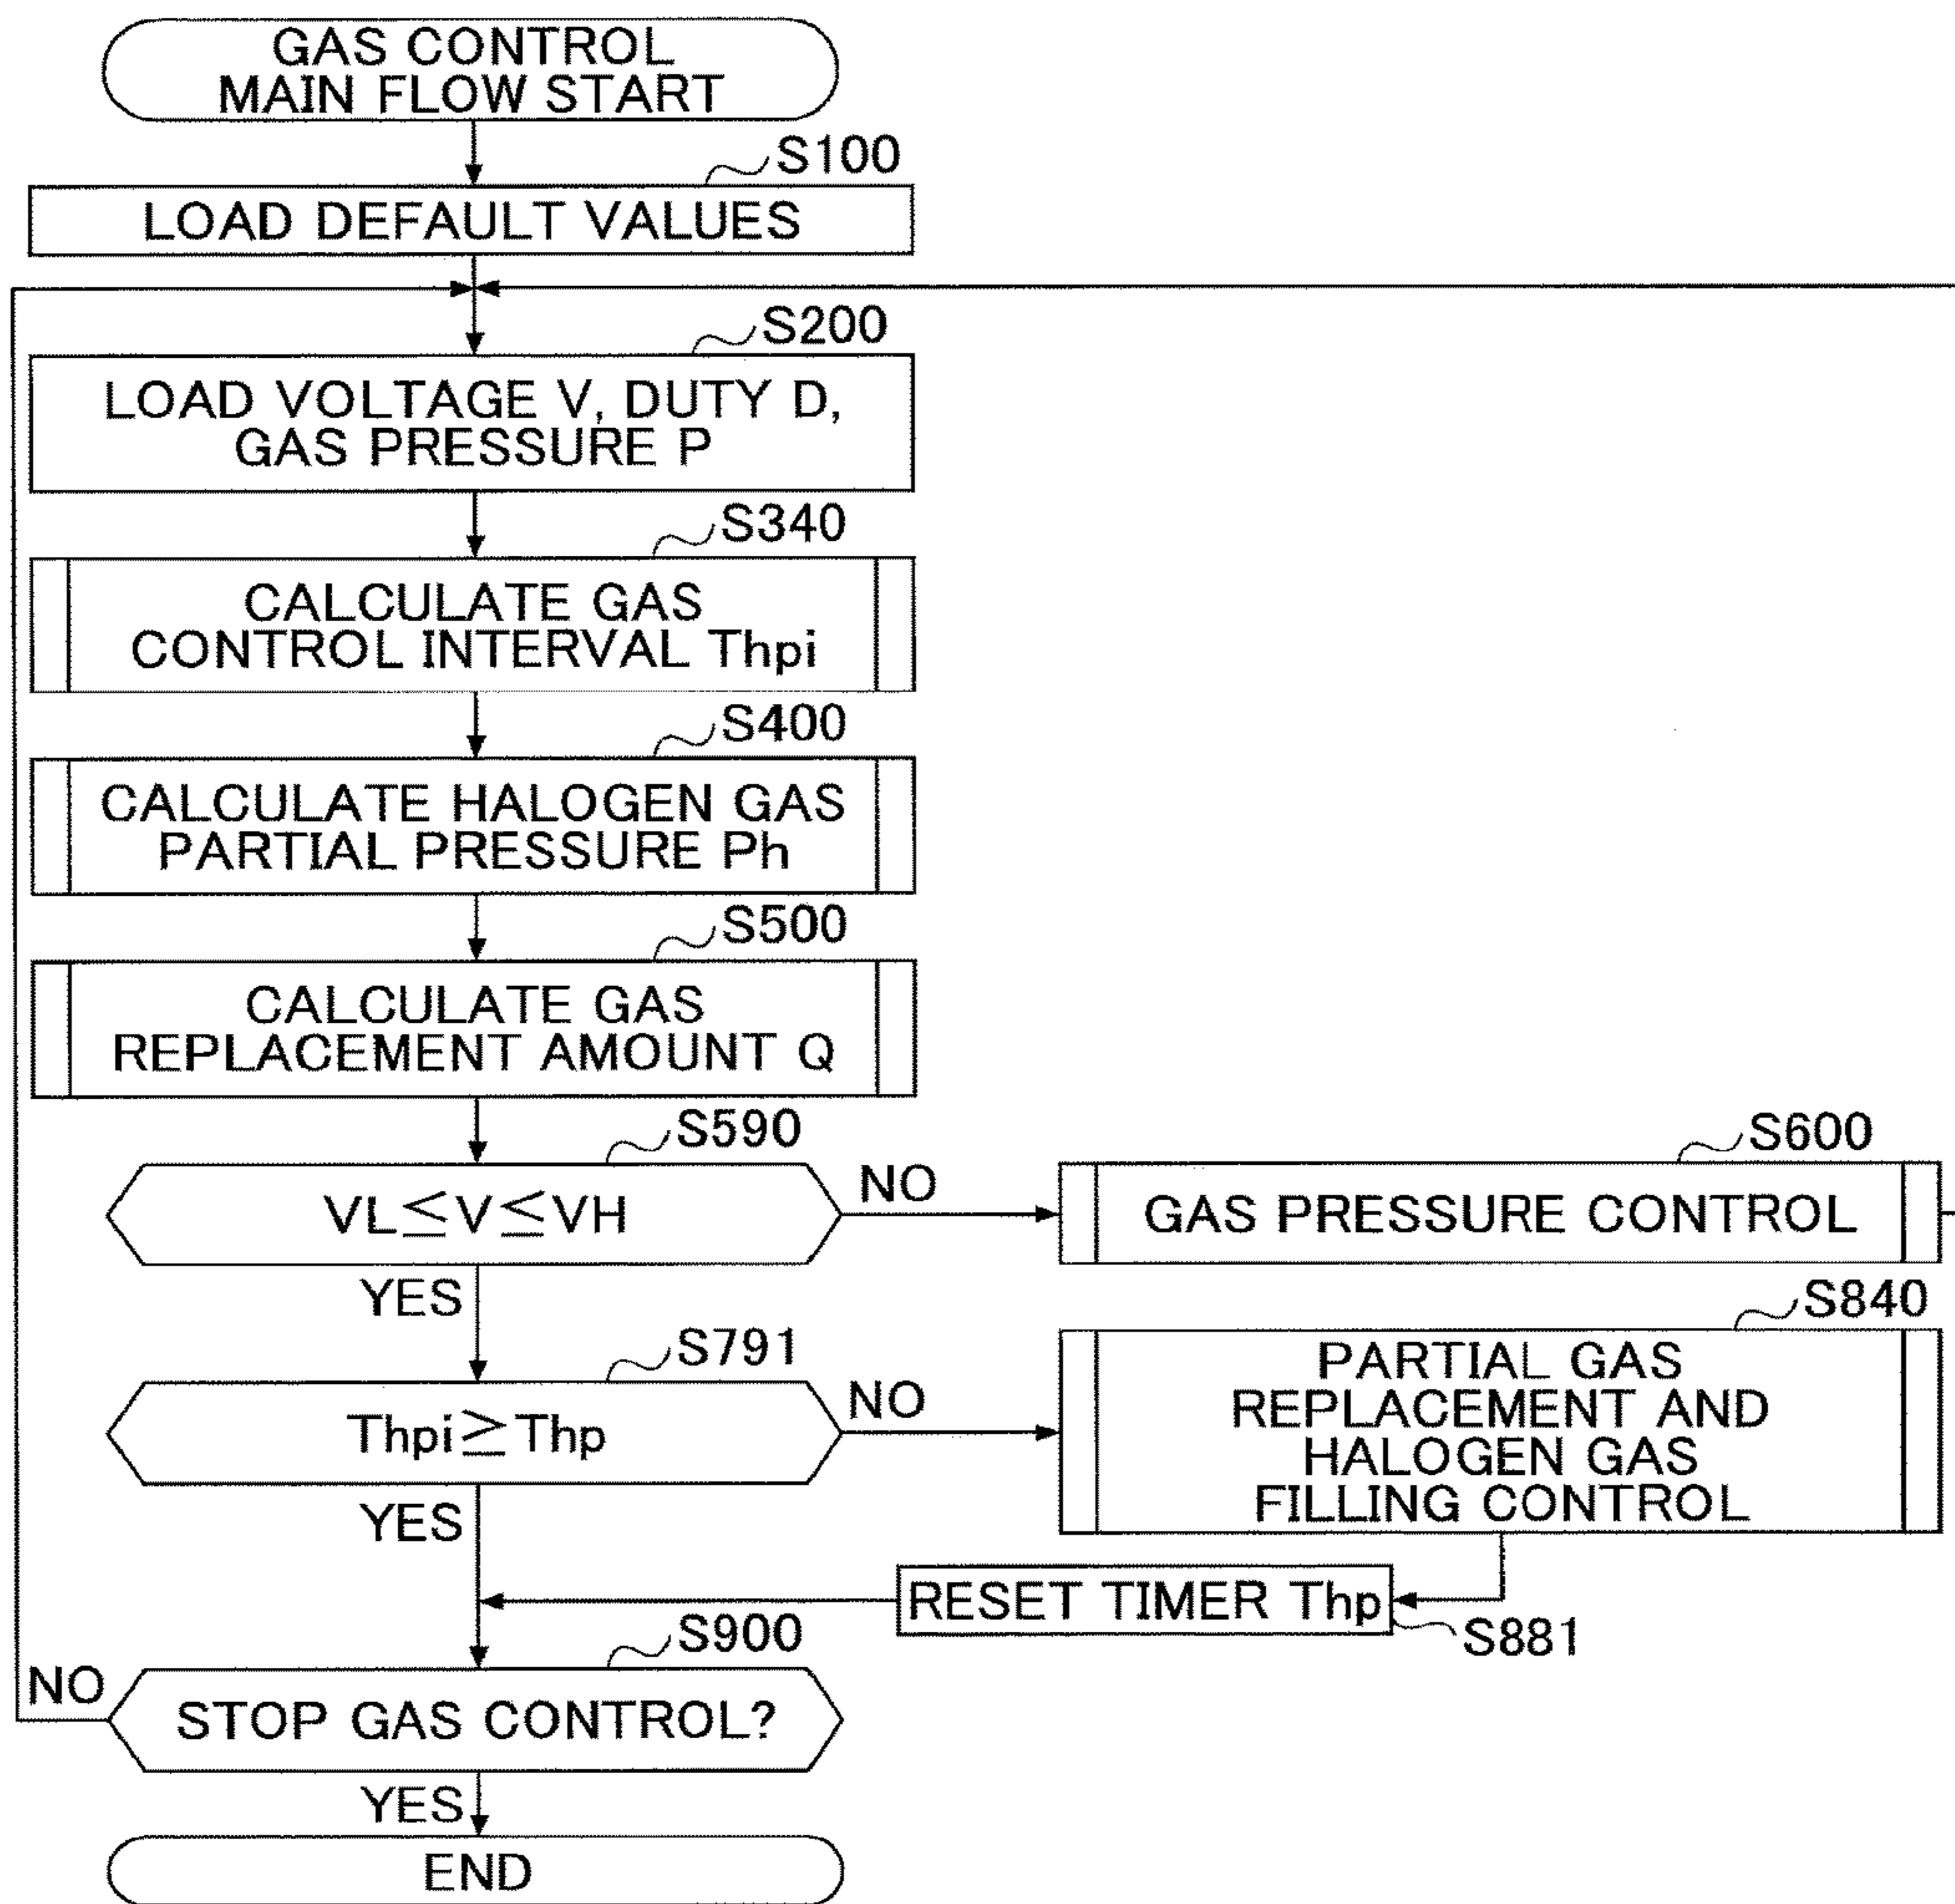 GAS CONTROL
MAIN FLOW START
S100
LOAD DEFAULT VALUES
S200
LOAD VOLTAGE V, DUTY D,
GAS PRESSURE P
S340
CALCULATE GAS
CONTROL INTERVAL Thpi
S400
CALCULATE HALOGEN GAS
PARTIAL PRESSURE Ph
S500
CALCULATE GAS
REPLACEMENT AMOUNT Q
S590
VL≦V≦VH
NO
S600
GAS PRESSURE CONTROL
YES
S791
Thpi≧Thp
NO
S840
PARTIAL GAS
REPLACEMENT AND
HALOGEN GAS
FILLING CONTROL
YES
RESET TIMER Thp
S881
S900
NO
STOP GAS CONTROL?
YES
END